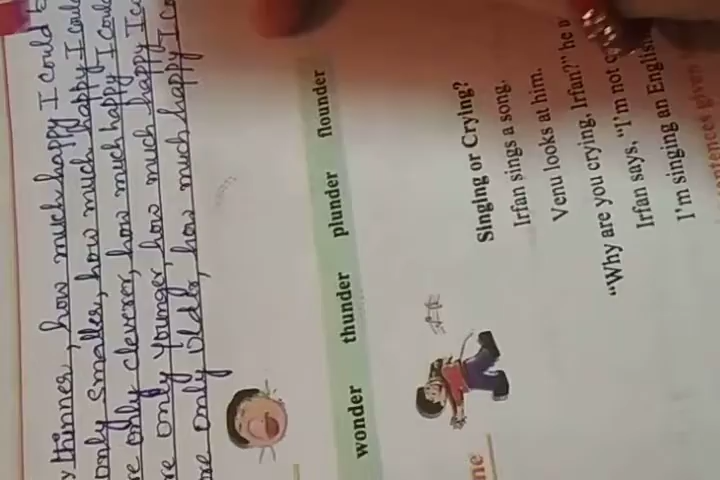 thinner, how much happy I could
only smaller, how much happy I could
only cleverer, how much happy I could
only younger how much happy I
only older, how much happy I
wonder thunder plunder flounder
Singing or Crying?
Irfan sings a song.
Venu looks at him.
"Why are you crying, Irfan?" he
Irfan says, "I'm not
I'm singing an English
given